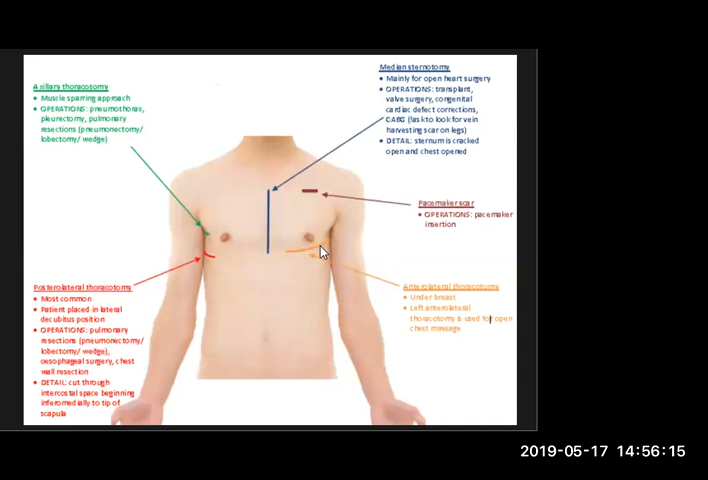 Axillary thoracotomy
• Muscle sparring approach
• OPERATIONS: pneumothorax,
pleurectomy, pulmonary
resections (pneumonectomy/
lobectomy/ wedge)
Median sternotomy
• Mainly for open heart surgery
• OPERATIONS: transplant,
valve surgery, congenital
cardiac defect corrections,
CABG (!ask to look for vein
harvesting scar on legs)
• DETAIL: sternum is cracked
open and chest opened
Pacemaker scar
• OPERATIONS: pacemaker
insertion
Posterolateral thoracotomy
• Most common
• Patient placed in lateral
decubitus position
• OPERATIONS: pulmonary
resections (pneumonectomy/
lobectomy/ wedge),
oesophageal surgery, chest
wall resection
• DETAIL: cut through
intercostal space beginning
inferomedially to tip of
scapula
Anterolateral thoracotomy
• Under breast
• Left anterolateral
thoracotomy is used for open
chest massage
2019-05-17 14:56:15